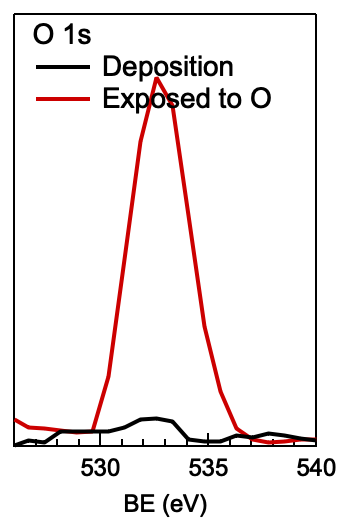 O 1s
Deposition
Exposed to O
530 535 540
BE (eV)